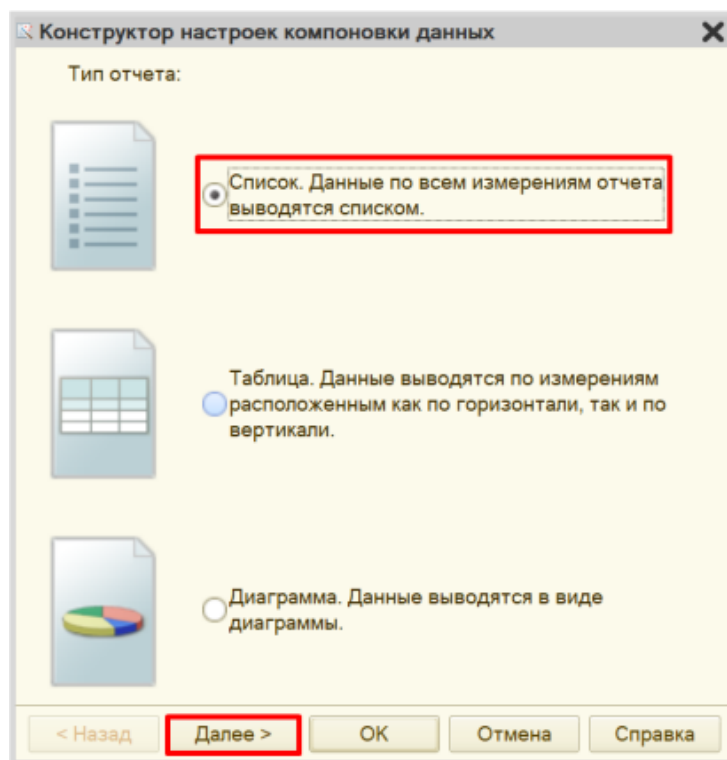 Конструктор настроек компоновки данных
Тип отчета:
Список. Данные по всем измерениям отчета
выводятся списком.
Таблица. Данные выводятся по измерениям
расположенным как по горизонтали, так и по
вертикали.
Диаграмма. Данные выводятся в виде
диаграммы.
< Назад Далее > OK Отмена Справка